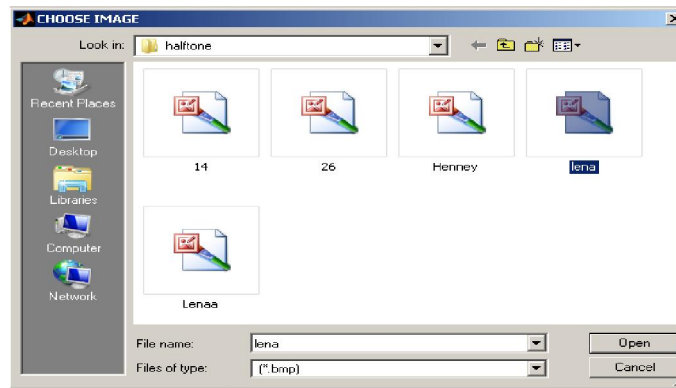 CHOOSE IMAGE
Look in: halftone
Recent Places
Desktop
Libraries
Computer
Network
14 26 Henney lena
Lenaa
File name: lena Open
Files of type: (*.bmp) Cancel